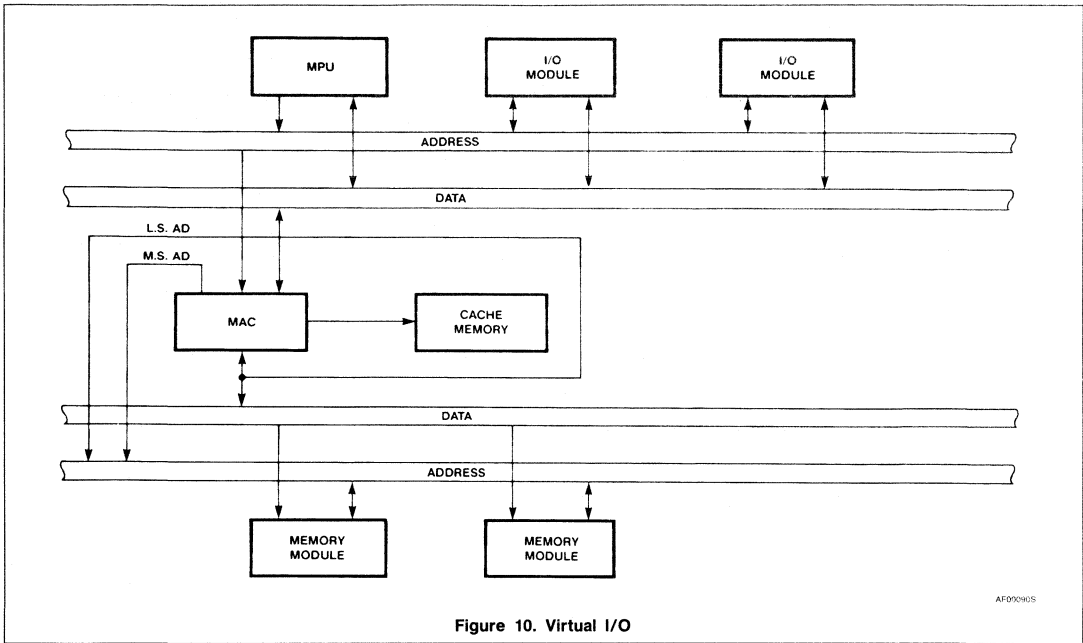 MPU
I/O
MODULE
I/O
MODULE
ADDRESS
DATA
L.S. AD
M.S. AD
MAC
CACHE
MEMORY
DATA
ADDRESS
MEMORY
MODULE
MEMORY
MODULE
AF00090S
Figure 10. Virtual I/O